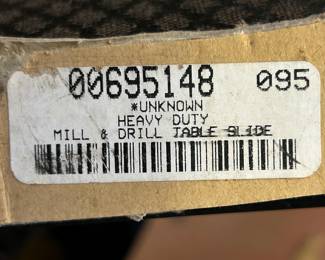 00695148 095
*UNKNOWN
HEAVY DUTY
MILL & DRILL TABLE SLIDE